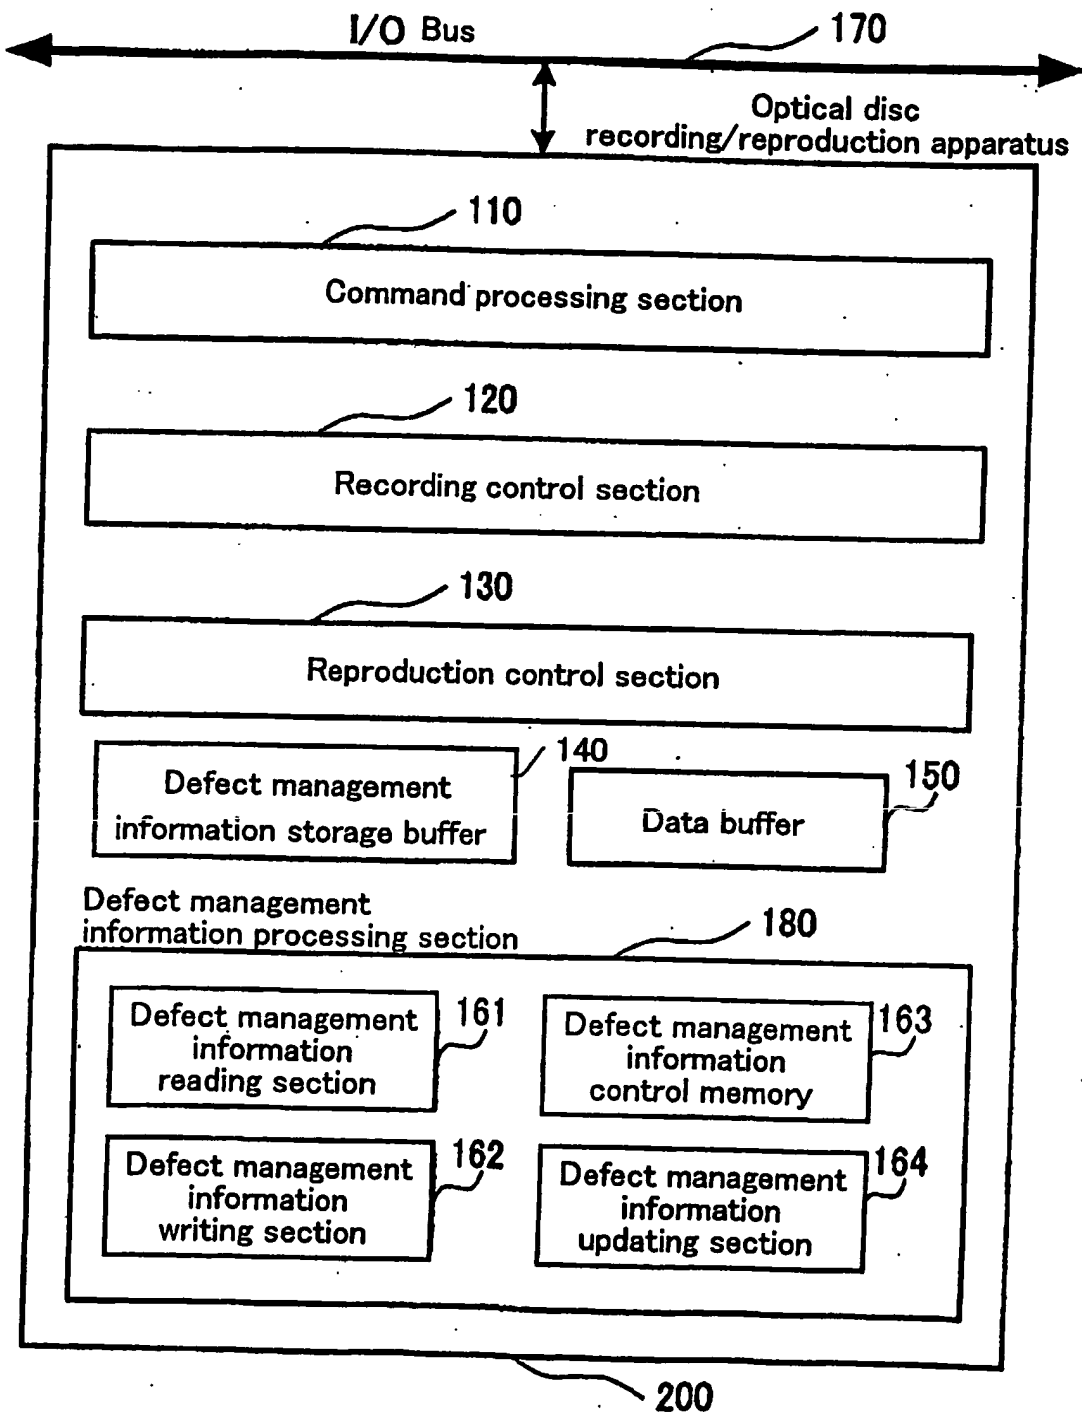 I/O Bus
170
Optical disc
recording/reproduction apparatus
110
Command processing section
120
Recording control section
130
Reproduction control section
140
Defect management
information storage buffer
150
Data buffer
Defect management
information processing section
180
Defect management
information
reading section
161
Defect management
information
control memory
163
Defect management
information
writing section
162
Defect management
information
updating section
164
200